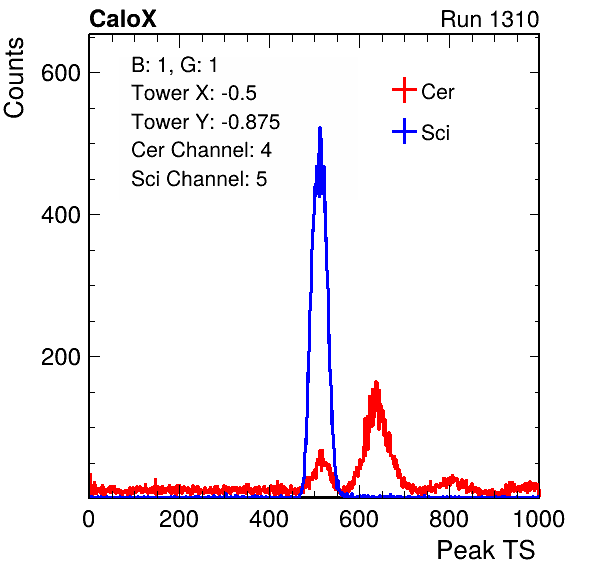 CaloX
Run 1310
Counts
B: 1, G: 1
Tower X: -0.5
Tower Y: -0.875
Cer Channel: 4
Sci Channel: 5
Cer
Sci
600
400
200
0 200 400 600 800 1000
Peak TS